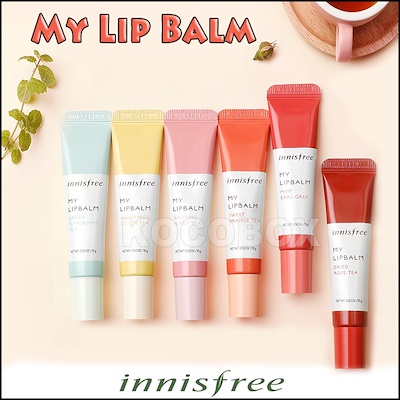 MY LIP BALM
innisfree
MY
LIPBALM
innisfree
MY
LIPBALM
innisfree
MY
LIPBALM
innisfree
MY
LIPBALM
SWEET
ORANGE TEA
innisfree
MY
LIPBALM
MILKY
EARL GREY
innisfree
MY
LIPBALM
DRIED
ROSE TEA
KOCOBOX
innisfree